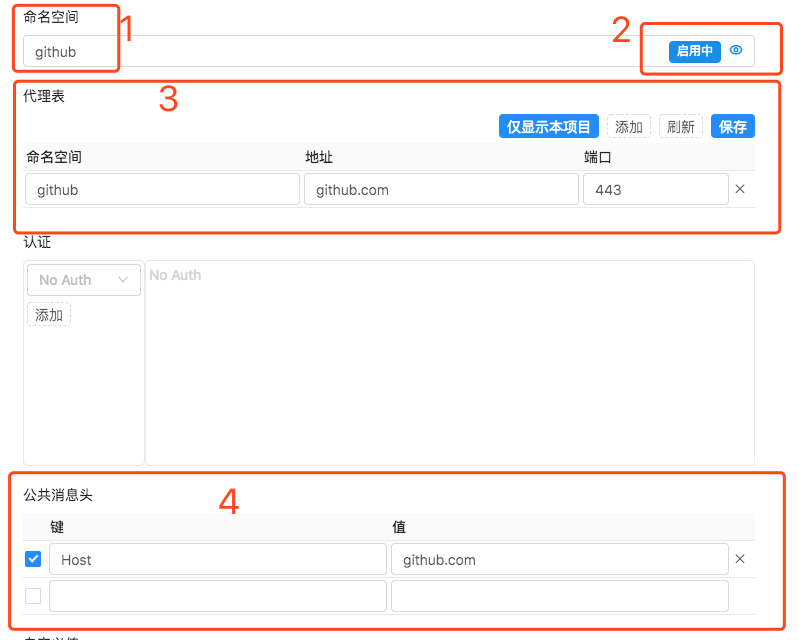 命名空间
1
github
2
启用中
代理表
3
仅显示本项目 添加 刷新 保存
命名空间 地址 端口
github github.com 443
认证
No Auth No Auth
添加
公共消息头
4
键 值
Host github.com